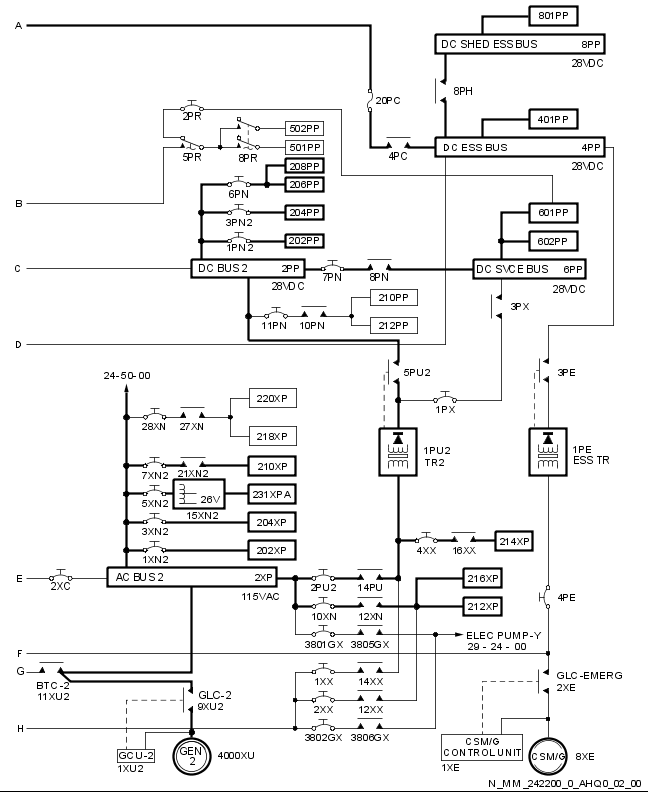 A
801PP
DC SHED ESS BUS 8PP
28VDC
20PC
8PH
2PR
502PP
401PP
5PR
8PR
501PP
4PC
DC ESS BUS 4PP
28VDC
208PP
206PP
6PN
B
3PN2
204PP
601PP
1PN2
202PP
602PP
C
DC BUS 2 2PP
28VDC
7PN
8PN
DC SVCE BUS 6PP
28VDC
210PP
3PX
11PN
10PN
212PP
D
24-50-00
5PU2
3PE
220XP
28XN
27XN
1PX
218XP
1PU2
TR2
1PE
ESS TR
7XN2
21XN2
210XP
5XN2
26V
231XPA
15XN2
3XN2
204XP
1XN2
202XP
4XX
16XX
214XP
E
2XC
AC BUS 2 2XP
115VAC
2PU2
14PU
216XP
10XN
12XN
212XP
4PE
3801GX
3805GX
ELEC PUMP-Y
29-24-00
F
G
BTC-2
11XU2
1XX
14XX
GLC-EMERG
2XE
GLC-2
9XU2
2XX
12XX
H
3802GX
3806GX
GCU-2
1XU2
GEN
2
4000XU
CSM/G
CONTROL UNIT
1XE
CSM/G
8XE
N_MM_242200_0_AHQ0_02_00